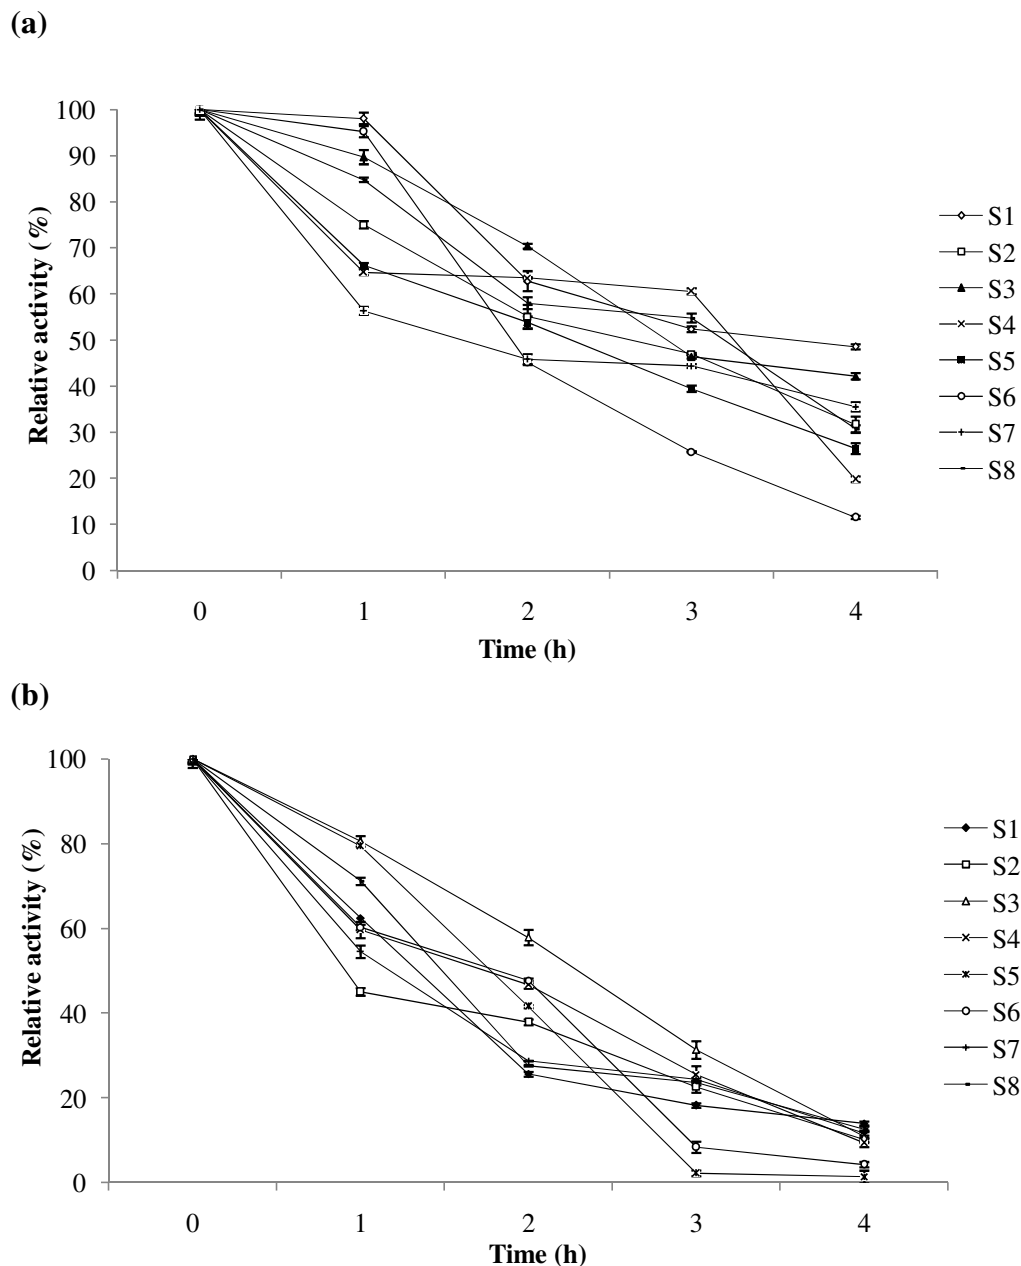 (a)
100
90
80
70
60
50
40
30
20
10
0
Relative activity (%)
0 1 2 3 4
Time (h)
S1
S2
S3
S4
S5
S6
S7
S8
(b)
100
80
60
40
20
0
Relative activity (%)
0 1 2 3 4
Time (h)
S1
S2
S3
S4
S5
S6
S7
S8